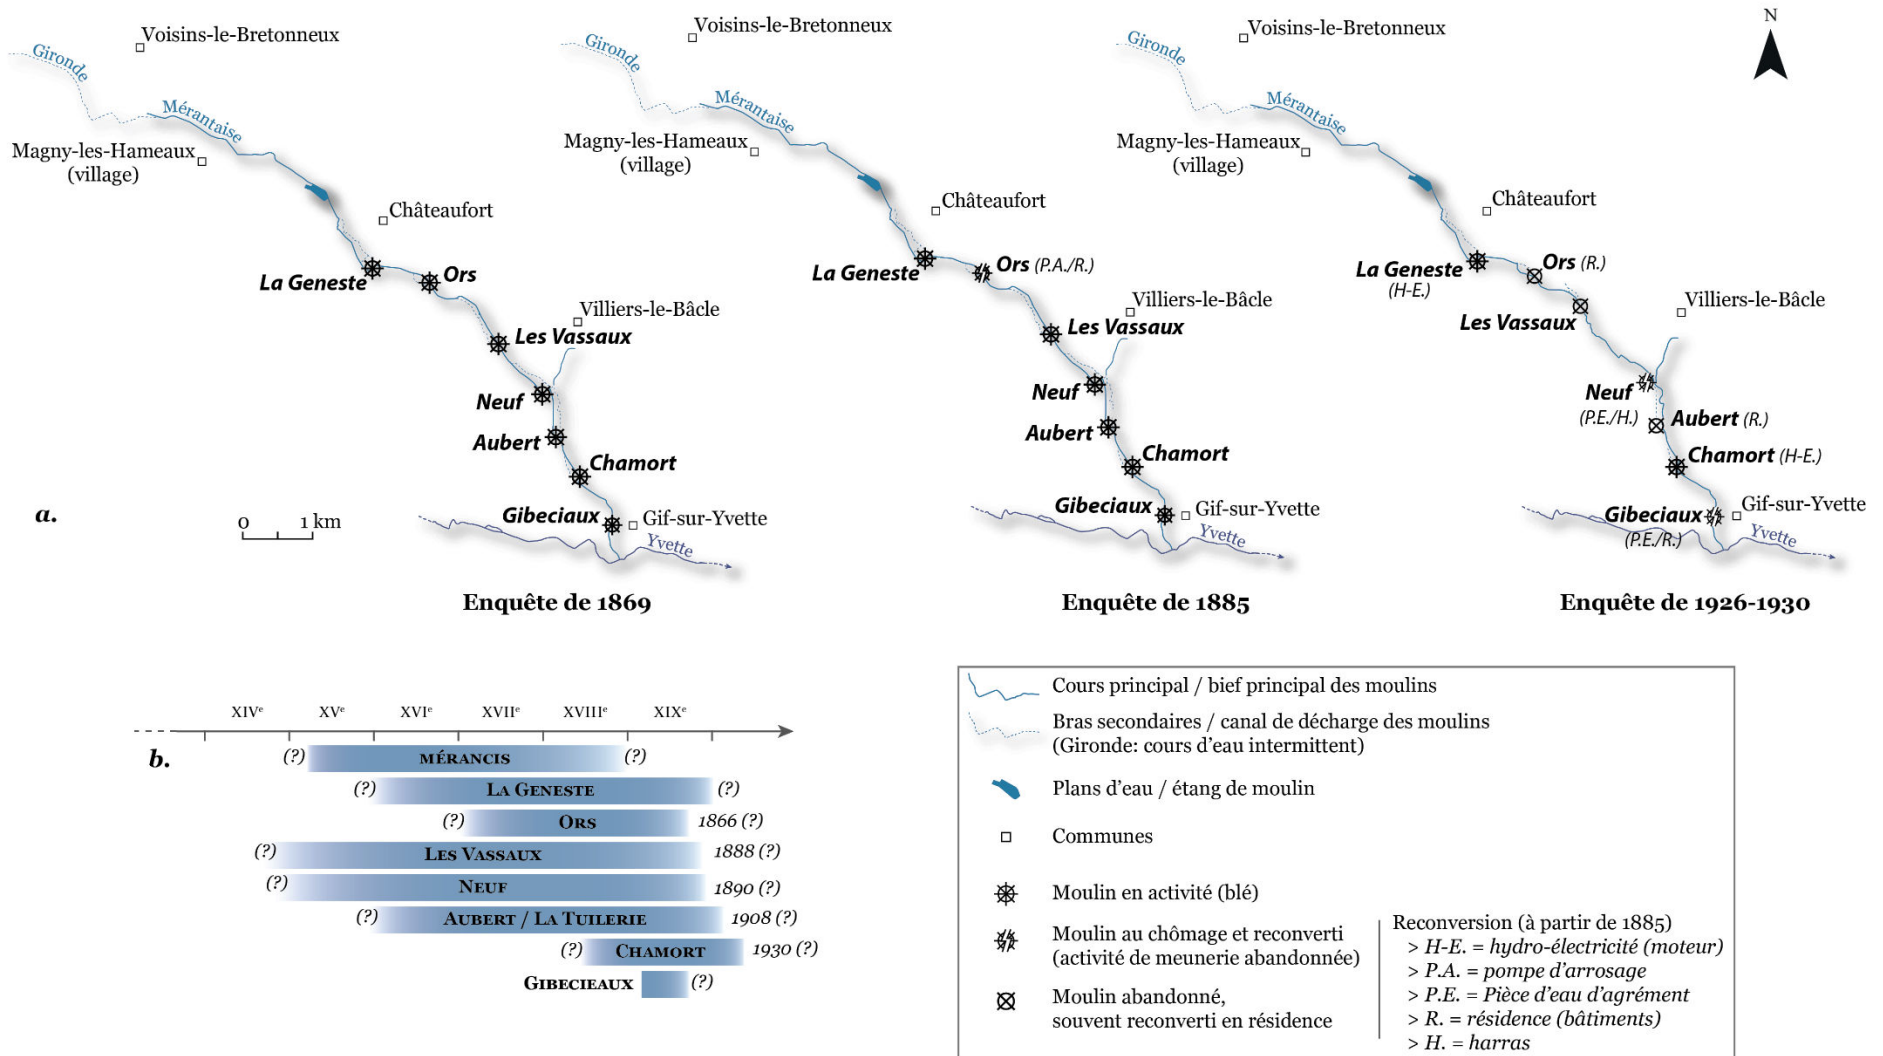 Voisins-le-Bretonneux
Gironde
Mérantaise
Magny-les-Hameaux
(village)
Châteaufort
La Geneste
Ors
Villiers-le-Bâcle
Les Vassaux
Neuf
Aubert
Chamort
Gibeciaux
Gif-sur-Yvette
Yvette
a.
0 1 km
Enquête de 1869
Voisins-le-Bretonneux
Gironde
Mérantaise
Magny-les-Hameaux
(village)
Châteaufort
La Geneste
Ors (P.A./R.)
Villiers-le-Bâcle
Les Vassaux
Neuf
Aubert
Chamort
Gibeciaux
Gif-sur-Yvette
Yvette
Enquête de 1885
N
Voisins-le-Bretonneux
Gironde
Mérantaise
Magny-les-Hameaux
(village)
Châteaufort
La Geneste
(H-E.)
Ors (R.)
Villiers-le-Bâcle
Les Vassaux
Neuf
(P.E./H.)
Aubert (R.)
Chamort (H-E.)
Gibeciaux
(P.E./R.)
Gif-sur-Yvette
Yvette
Enquête de 1926-1930
XIVe XVe XVIe XVIIe XVIIIe XIXe
b.
(?) MÉRANCIS (?)
(?) LA GENESTE (?)
(?) ORS 1866 (?)
(?) LES VASSAUX 1888 (?)
(?) NEUF 1890 (?)
(?) AUBERT / LA TUILERIE 1908 (?)
(?) CHAMORT 1930 (?)
GIBECIEAUX (?)
Cours principal / bief principal des moulins
Bras secondaires / canal de décharge des moulins
(Gironde: cours d'eau intermittent)
Plans d'eau / étang de moulin
Communes
Moulin en activité (blé)
Moulin au chômage et reconverti
(activité de meunerie abandonnée)
Moulin abandonné,
souvent reconverti en résidence
Reconversion (à partir de 1885)
> H-E. = hydro-électricité (moteur)
> P.A. = pompe d'arrosage
> P.E. = Pièce d'eau d'agrément
> R. = résidence (bâtiments)
> H. = harras